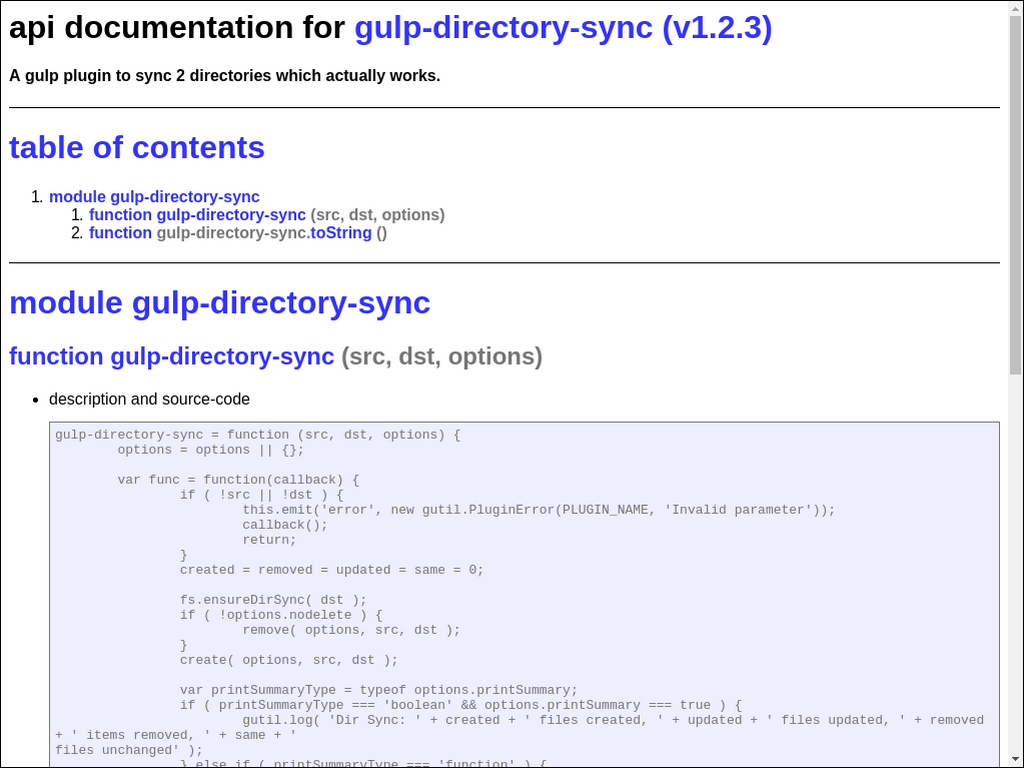 api documentation for gulp-directory-sync (v1.2.3)
A gulp plugin to sync 2 directories which actually works.
table of contents
1. module gulp-directory-sync
1. function gulp-directory-sync (src, dst, options)
2. function gulp-directory-sync.toString ()
module gulp-directory-sync
function gulp-directory-sync (src, dst, options)
• description and source-code
gulp-directory-sync = function (src, dst, options) {
        options = options || {};
        var func = function(callback) {
                if ( !src || !dst ) {
                        this.emit('error', new gutil.PluginError(PLUGIN_NAME, 'Invalid parameter'));
                        callback();
                        return;
                }
                created = removed = updated = same = 0;
                fs.ensureDirSync( dst );
                if ( !options.nodelete ) {
                        remove( options, src, dst );
                }
                create( options, src, dst );
                var printSummaryType = typeof options.printSummary;
                if ( printSummaryType === 'boolean' && options.printSummary === true ) {
                        gutil.log( 'Dir Sync: ' + created + ' files created, ' + updated + ' files updated, ' + removed
+ ' items removed, ' + same + '
files unchanged' );
                } else if ( printSummaryType === 'function' ) {